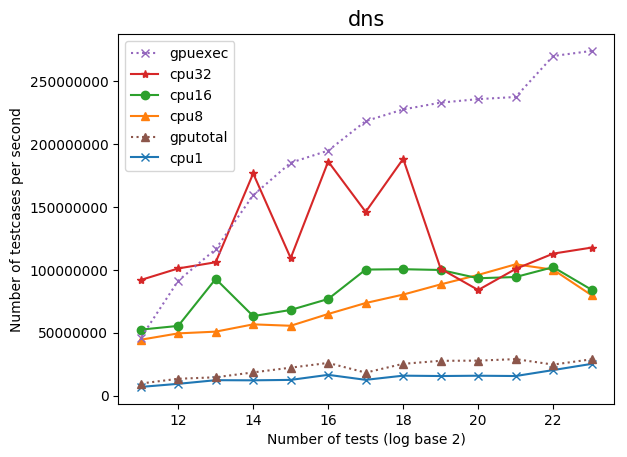 dns
gpuexec
cpu32
cpu16
cpu8
gputotal
cpu1
Number of testcases per second
250000000
200000000
150000000
100000000
50000000
0
12 14 16 18 20 22
Number of tests (log base 2)